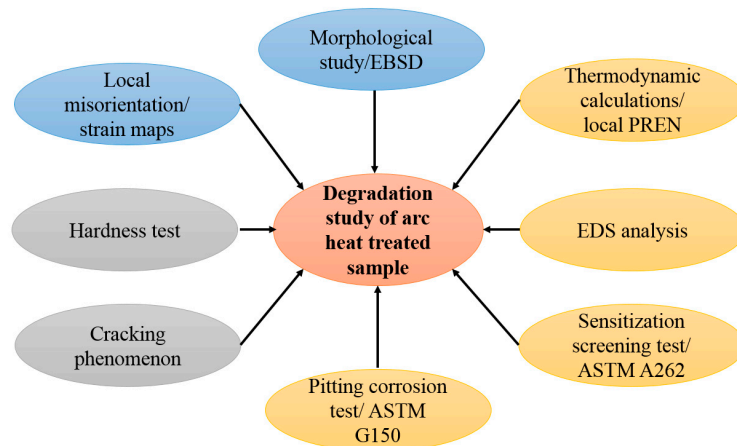 Morphological
study/EBSD
Local
misorientation/
strain maps
Thermodynamic
calculations/
local PREN
Hardness test
Degradation
study of arc
heat treated
sample
EDS analysis
Cracking
phenomenon
Sensitization
screening test/
ASTM A262
Pitting corrosion
test/ ASTM
G150